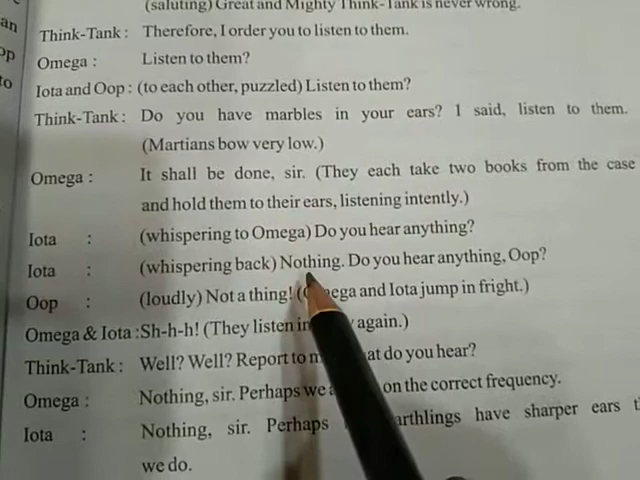 (saluting) Great and Mighty Think-Tank is never wrong.
an
Think-Tank : Therefore, I order you to listen to them.
op
Omega : Listen to them?
to
Iota and Oop : (to each other, puzzled) Listen to them?
Think-Tank : Do you have marbles in your ears? I said, listen to them.
(Martians bow very low.)
Omega : It shall be done, sir. (They each take two books from the case
and hold them to their ears, listening intently.)
Iota : (whispering to Omega) Do you hear anything?
Iota : (whispering back) Nothing. Do you hear anything, Oop?
Oop : (loudly) Not a thing! (Omega and Iota jump in fright.)
Omega & Iota : Sh-h-h! (They listen again.)
Think-Tank : Well? Well? Report to do you hear?
Omega : Nothing, sir. Perhaps we on the correct frequency.
Iota : Nothing, sir. Perhaps have sharper ears
we do.